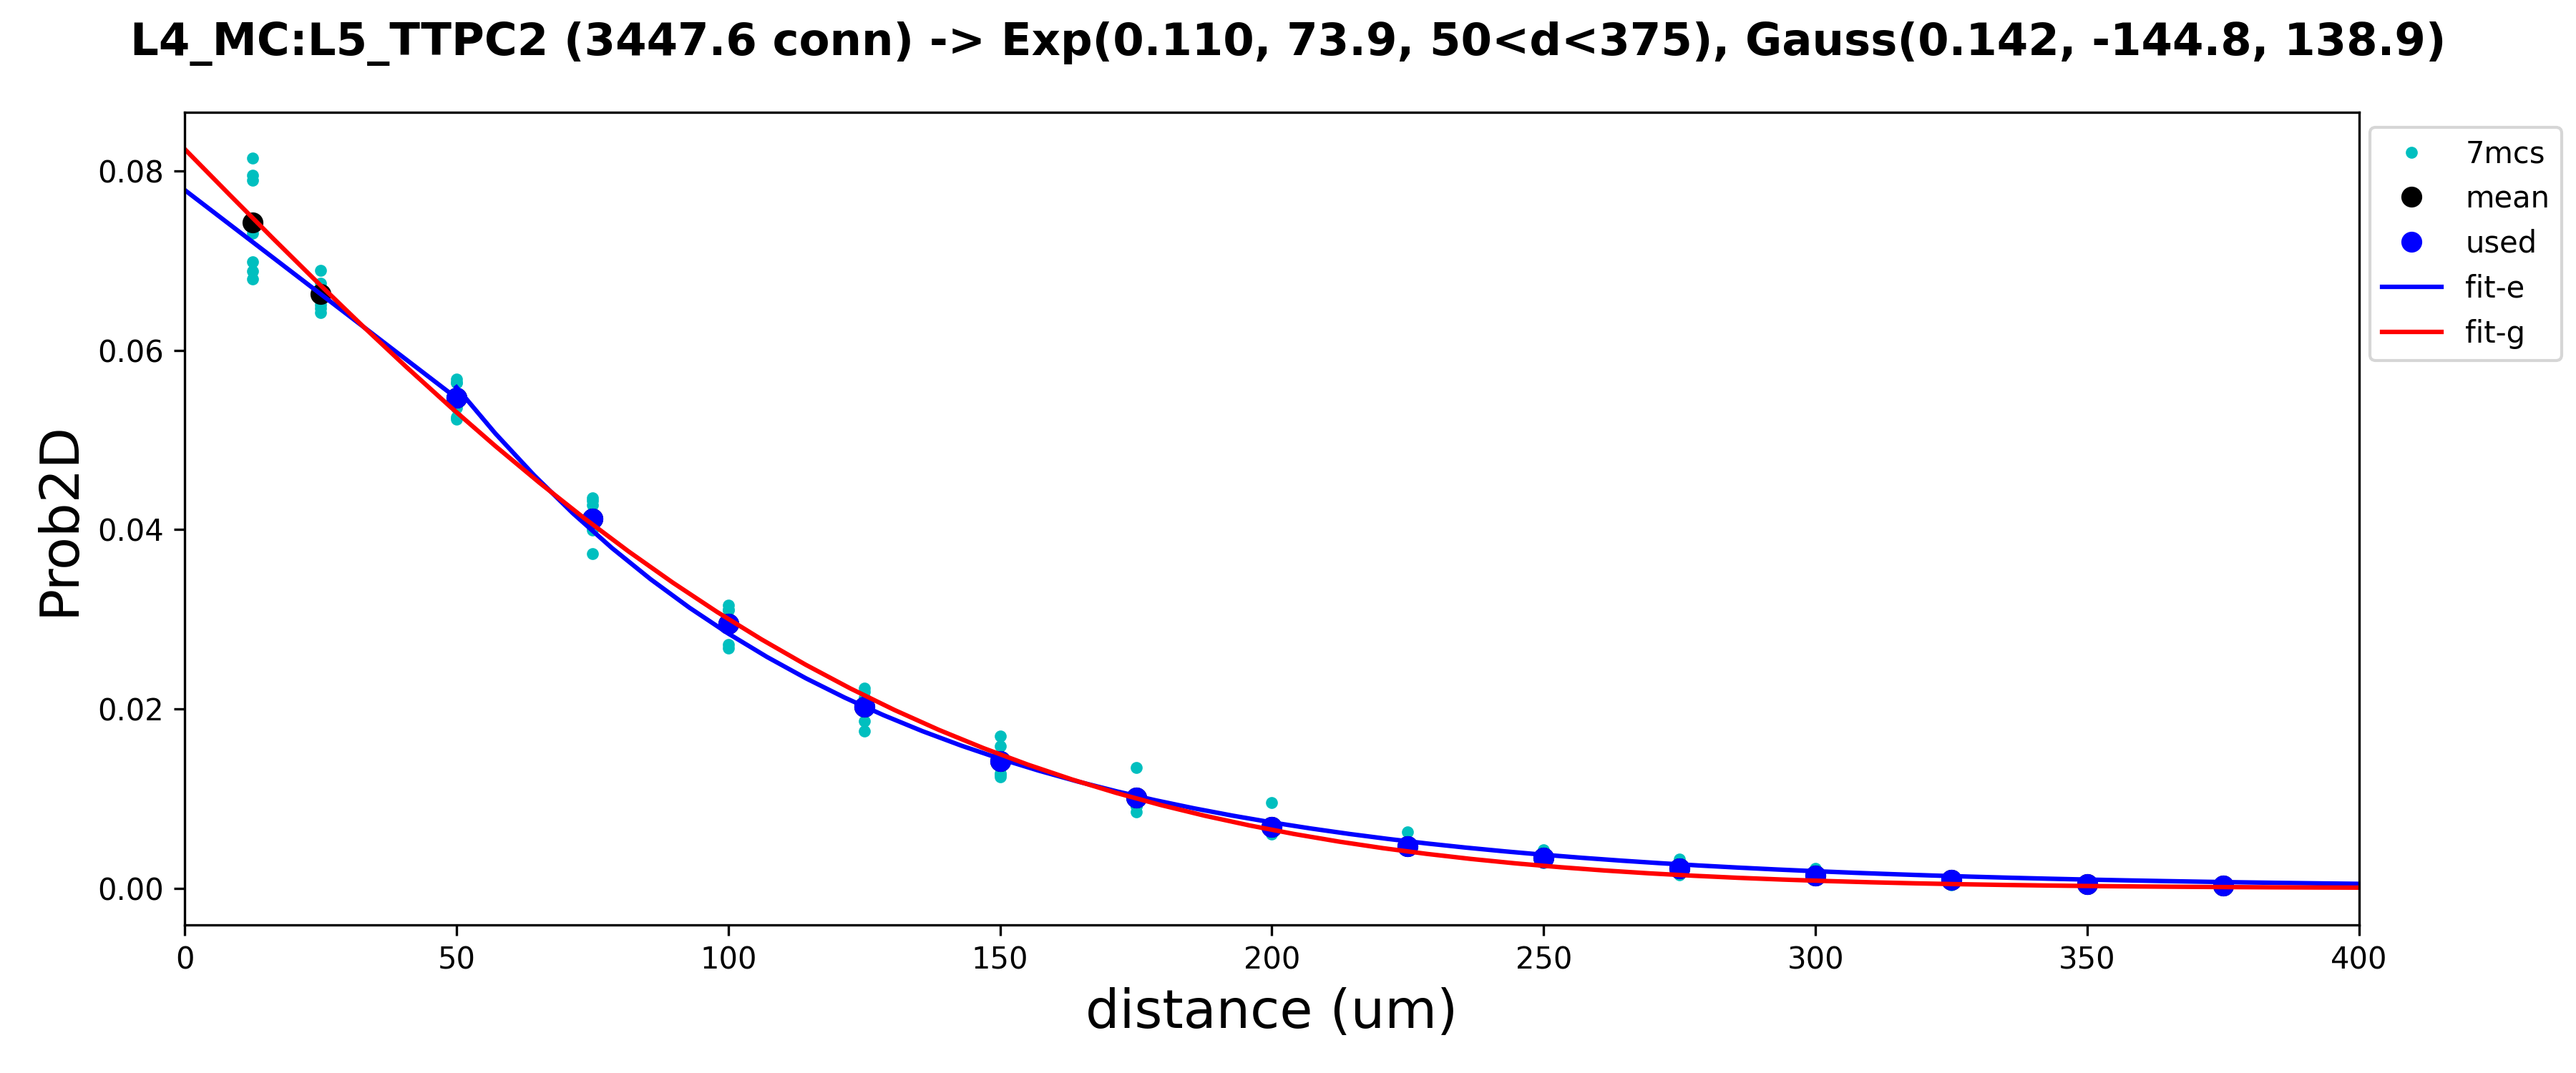 L4_MC:L5_TTPC2 (3447.6 conn) -> Exp(0.110, 73.9, 50<d<375), Gauss(0.142, -144.8, 138.9)
0.08
0.06
0.04
0.02
0.00
Prob2D
0 50 100 150 200 250 300 350 400
distance (um)
7mcs
mean
used
fit-e
fit-g